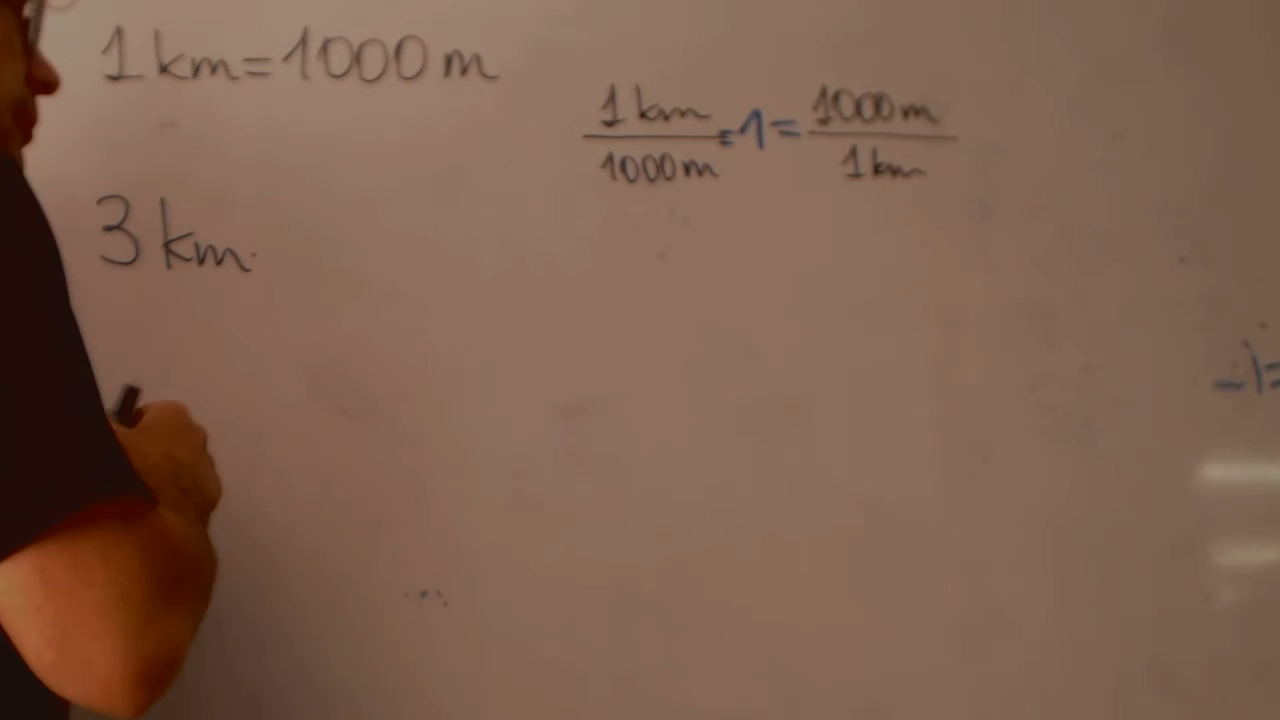 1 km = 1000 m
1 km / 1000 m = 1 = 1000 m / 1 km
3 km